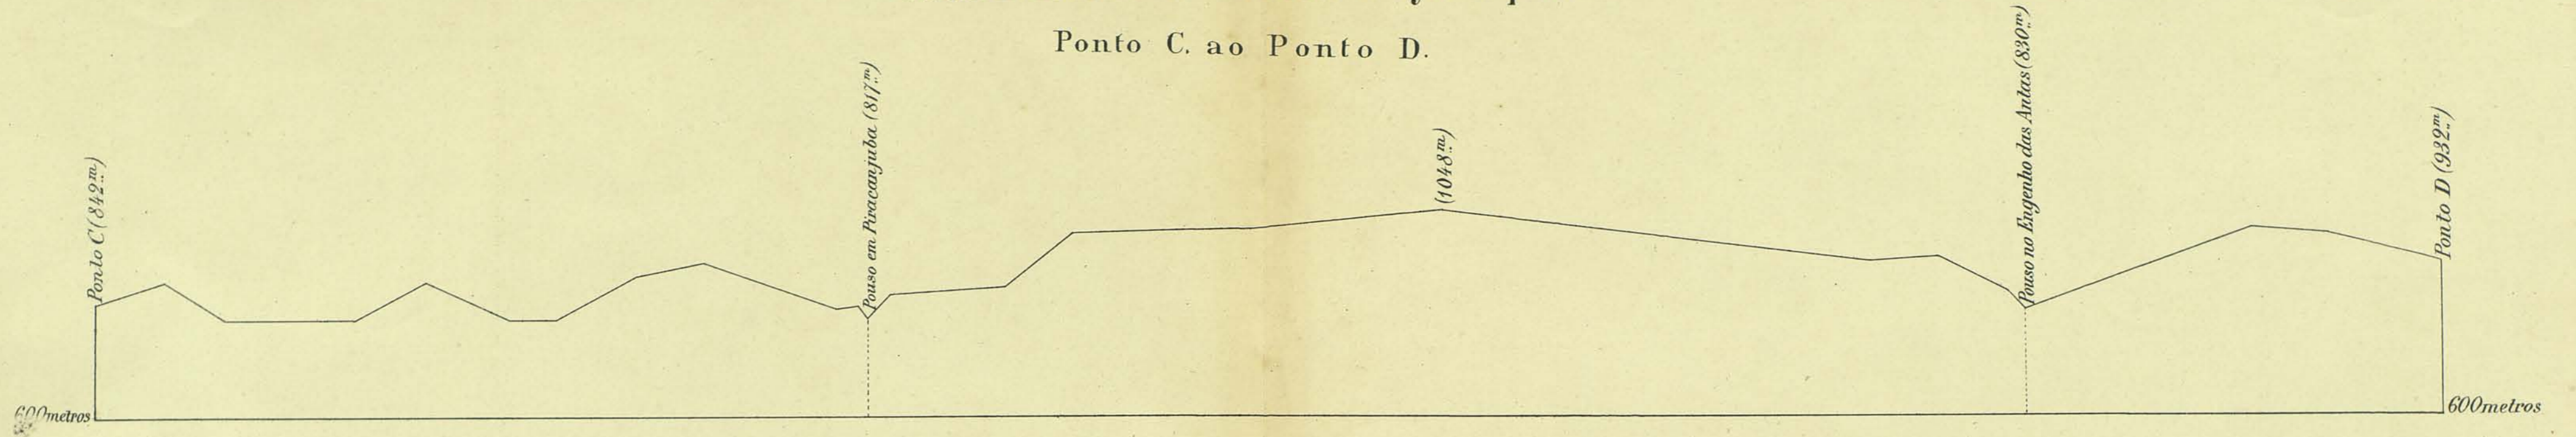 Ponto C. ao Ponto D.
Ponto C (842m)
Pouso em Piracanjuba (817m)
(1048m)
Pouso no Engenho das Antas (830m)
Ponto D (932m)
600metros
600metros